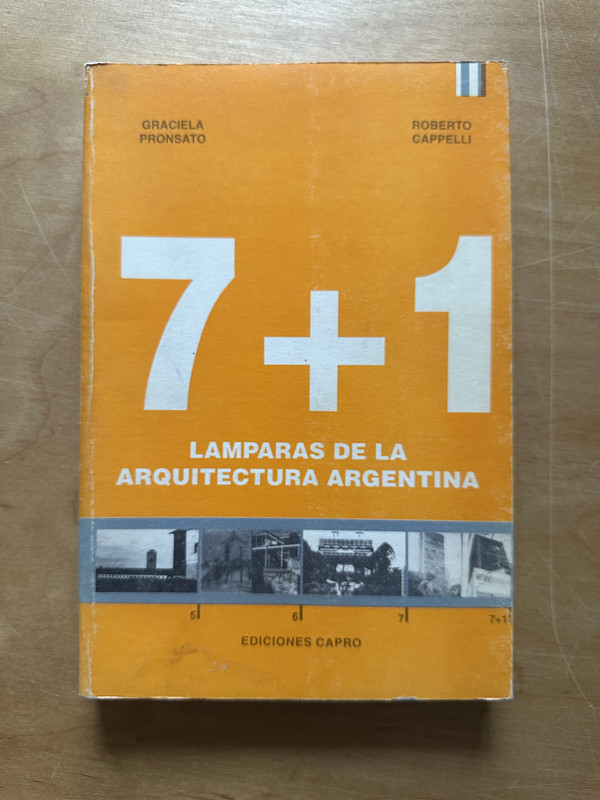 GRACIELA
PRONSATO
ROBERTO
CAPPELLI
7+1
LAMPARAS DE LA
ARQUITECTURA ARGENTINA
5 6 7 7+1
EDICIONES CAPRO